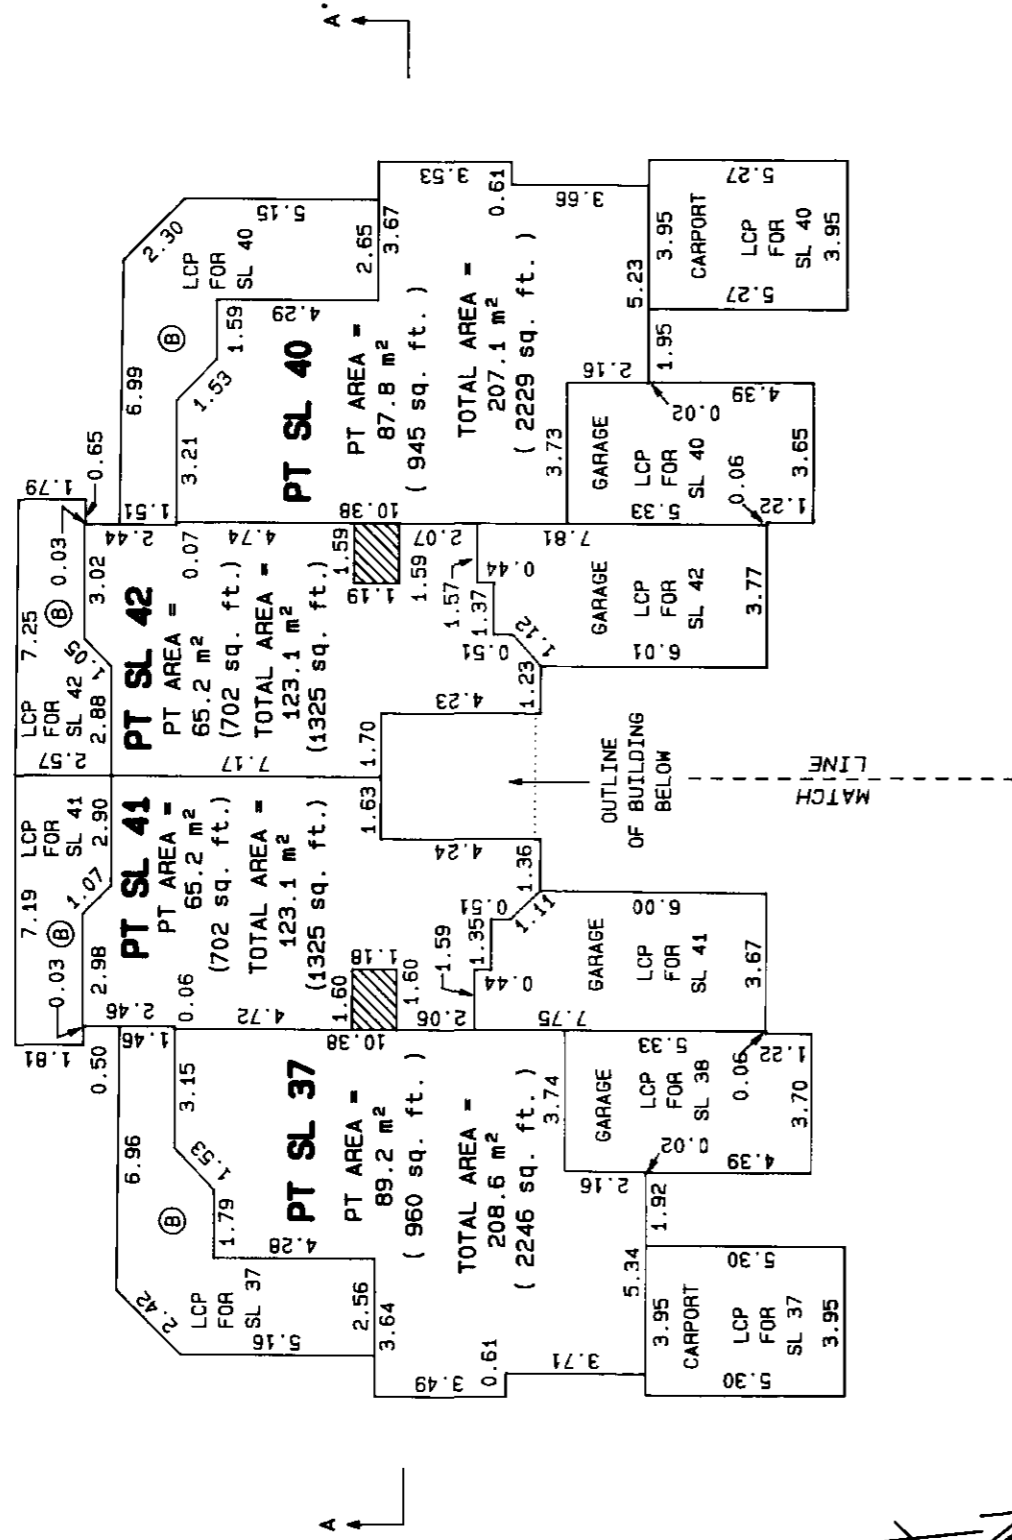 A'
A
1.79
7.25
LCP
FOR
SL 42
B
0.03
0.65
2.57
3.02
1.05
2.88
2.44
1.51
6.99
2.30
B
LCP
FOR
SL 40
5.15
3.21
1.53
1.59
4.29
2.65
3.67
3.53
0.61
3.66
PT SL 40
PT AREA =
87.8 m²
( 945 sq. ft. )
TOTAL AREA =
207.1 m²
( 2229 sq. ft. )
10.38
5.23
3.95
CARPORT
LCP
FOR
SL 40
5.27
5.27
3.95
1.95
2.16
0.02
4.39
3.73
GARAGE
LCP
FOR
SL 40
5.33
0.06
1.22
3.65
PT SL 42
PT AREA =
65.2 m²
(702 sq. ft.)
TOTAL AREA =
123.1 m²
(1325 sq. ft.)
0.07
4.74
1.59
1.19
1.59
2.07
7.81
0.44
1.57
1.37
0.51
1.12
1.23
GARAGE
LCP
FOR
SL 42
6.01
3.77
7.17
1.70
4.23
1.63
4.24
1.36
OUTLINE
OF BUILDING
BELOW
MATCH
LINE
7.19
LCP
FOR
SL 41
B
0.03
1.81
0.50
2.98
1.07
2.90
2.46
1.46
PT SL 41
PT AREA =
65.2 m²
(702 sq. ft.)
TOTAL AREA =
123.1 m²
(1325 sq. ft.)
0.06
4.72
1.60
1.18
1.60
2.06
7.75
0.44
1.59
1.35
0.51
1.11
GARAGE
LCP
FOR
SL 41
6.00
3.67
6.96
2.42
B
LCP
FOR
SL 37
5.16
3.15
1.53
1.79
4.28
2.56
3.64
3.49
0.61
3.71
PT SL 37
PT AREA =
89.2 m²
( 960 sq. ft. )
TOTAL AREA =
208.6 m²
( 2246 sq. ft. )
10.38
5.34
3.95
CARPORT
LCP
FOR
SL 37
5.30
5.30
3.95
1.92
2.16
0.02
4.39
3.74
GARAGE
LCP
FOR
SL 38
5.33
0.06
1.22
3.70